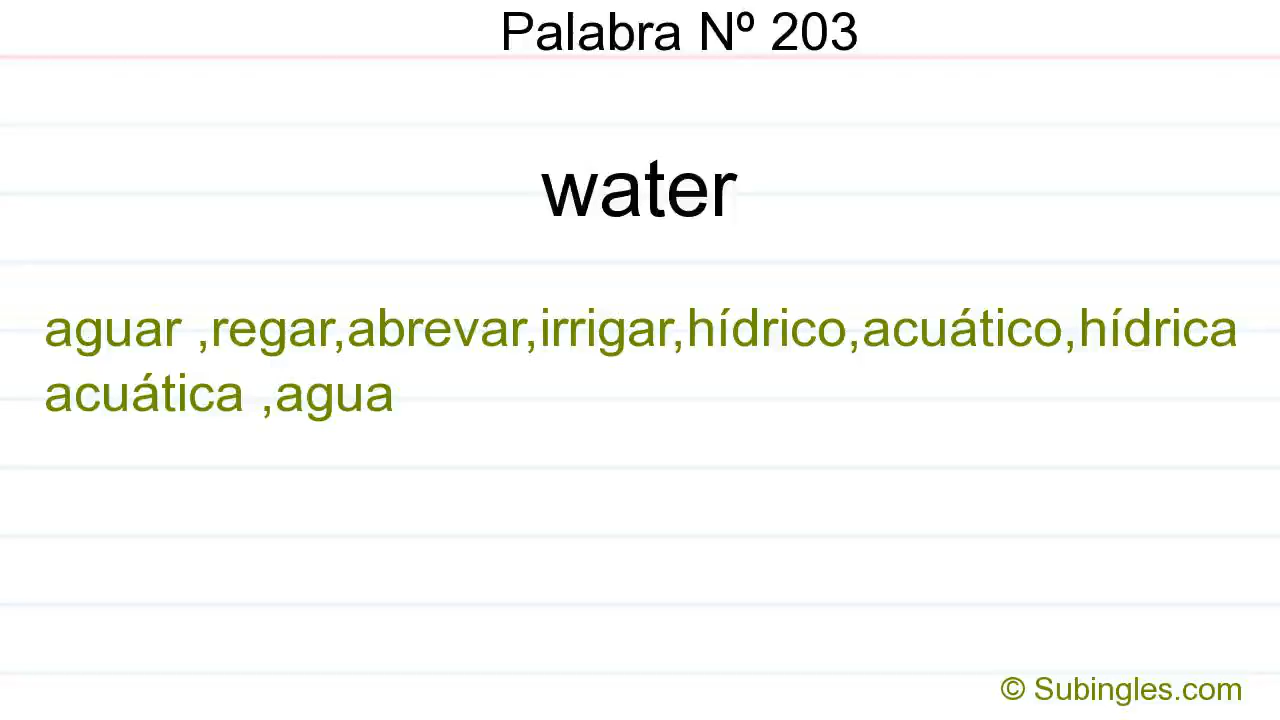 Palabra Nº 203
water
aguar ,regar,abrevar,irrigar,hídrico,acuático,hídrica
acuática ,agua
© Subingles.com